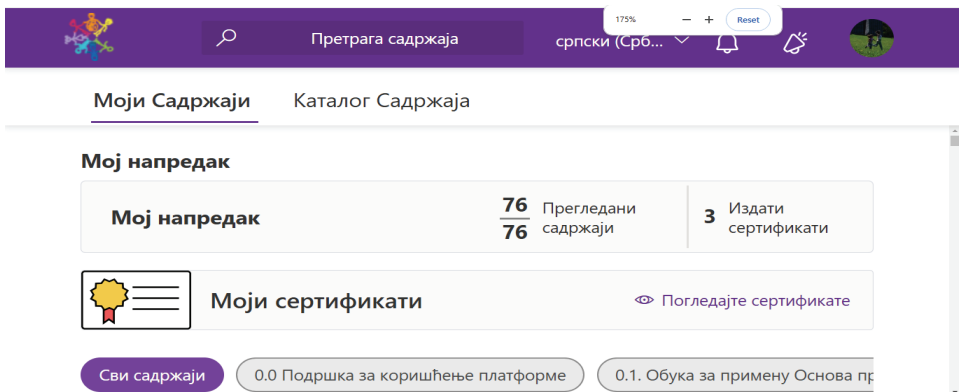 175% − + Reset
Претрага садржаја српски (Срб...
Моји Садржаји Каталог Садржаја
Мој напредак
Мој напредак
76
76
Прегледани
садржаји
3
Издати
сертификати
Моји сертификати Погледајте сертификате
Сви садржаји 0.0 Подршка за коришћење платформе 0.1. Обука за примену Основа пр